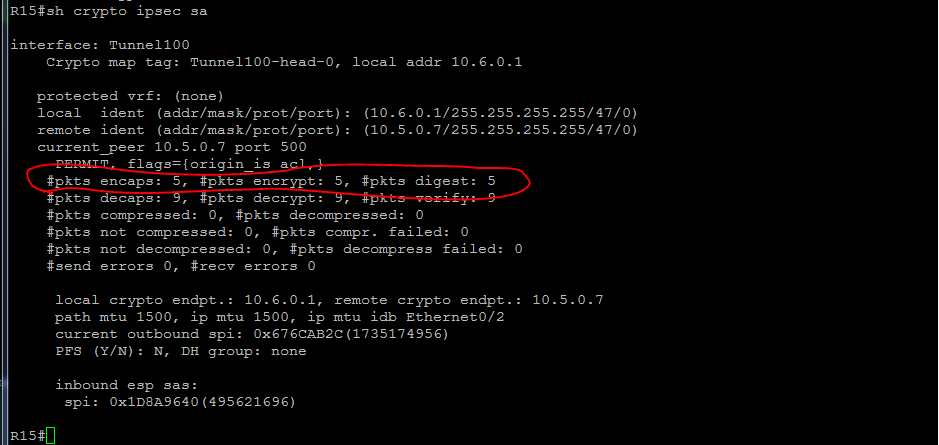 R15#sh crypto ipsec sa
interface: Tunnel100
Crypto map tag: Tunnel100-head-0, local addr 10.6.0.1
protected vrf: (none)
local  ident (addr/mask/prot/port): (10.6.0.1/255.255.255.255/47/0)
remote ident (addr/mask/prot/port): (10.5.0.7/255.255.255.255/47/0)
current_peer 10.5.0.7 port 500
PERMIT, flags={origin_is_acl,}
#pkts encaps: 5, #pkts encrypt: 5, #pkts digest: 5
#pkts decaps: 9, #pkts decrypt: 9, #pkts verify: 9
#pkts compressed: 0, #pkts decompressed: 0
#pkts not compressed: 0, #pkts compr. failed: 0
#pkts not decompressed: 0, #pkts decompress failed: 0
#send errors 0, #recv errors 0
local crypto endpt.: 10.6.0.1, remote crypto endpt.: 10.5.0.7
path mtu 1500, ip mtu 1500, ip mtu idb Ethernet0/2
current outbound spi: 0x676CAB2C(1735174956)
PFS (Y/N): N, DH group: none
inbound esp sas:
spi: 0x1D8A9640(495621696)
R15#